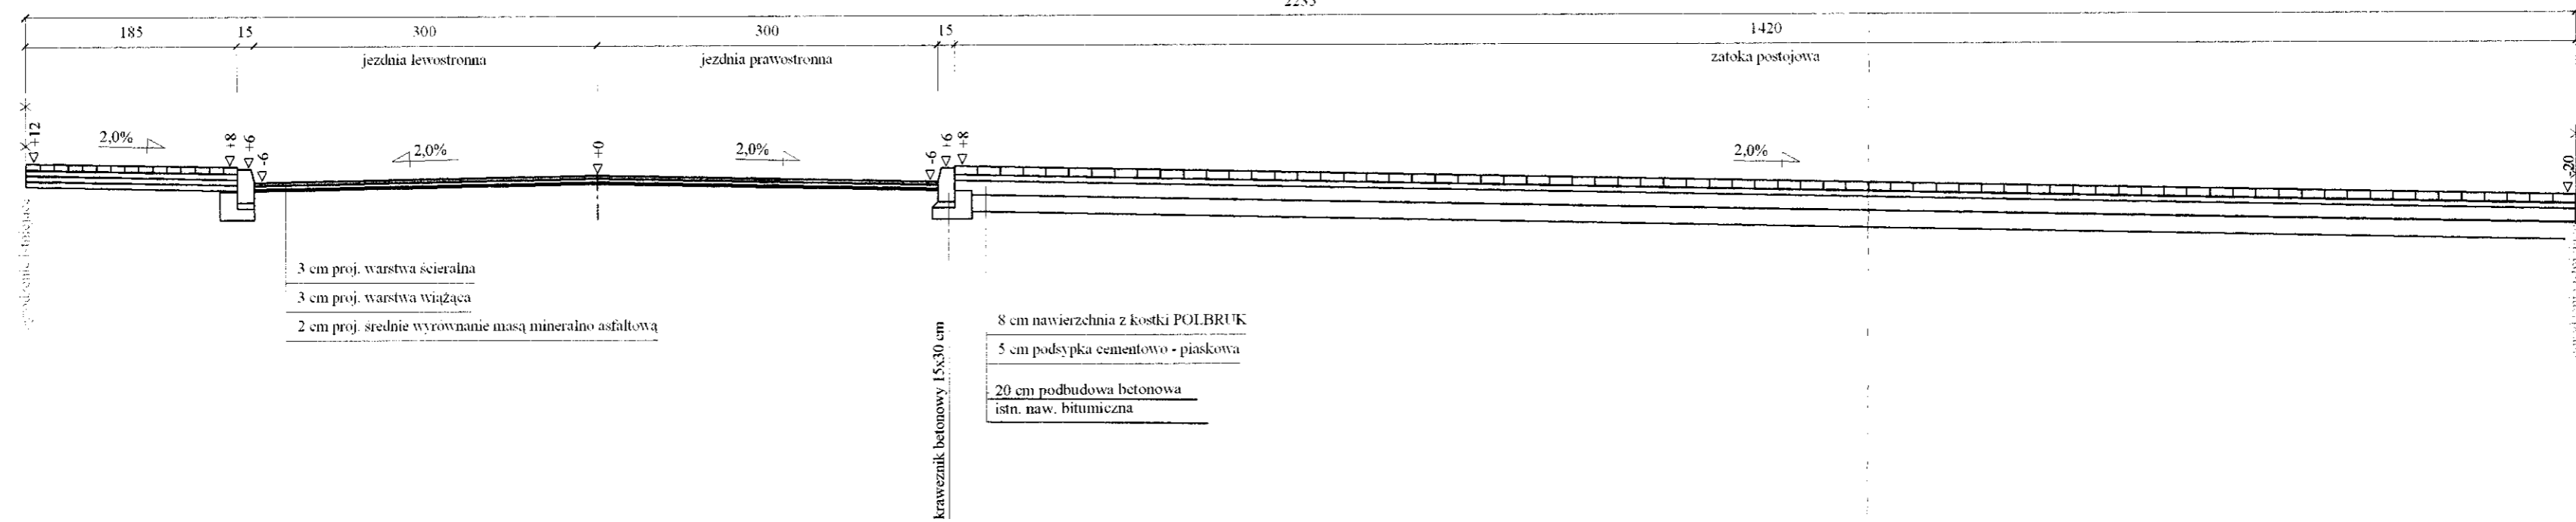 2235
185 15 300 300 15 1420
jezdnia lewostronna jezdnia prawostronna zatoka postojowa
+12 2,0% +8 +6 -6 2,0% +0 2,0% -6 +6 +8 2,0% -20
3 cm proj. warstwa ścieralna
3 cm proj. warstwa wiążąca
2 cm proj. średnie wyrównanie masą mineralno asfaltową
krawężnik betonowy 15x30 cm
8 cm nawierzchnia z kostki POLBRUK
5 cm podsypka cementowo - piaskowa
20 cm podbudowa betonowa
istn. naw. bitumiczna